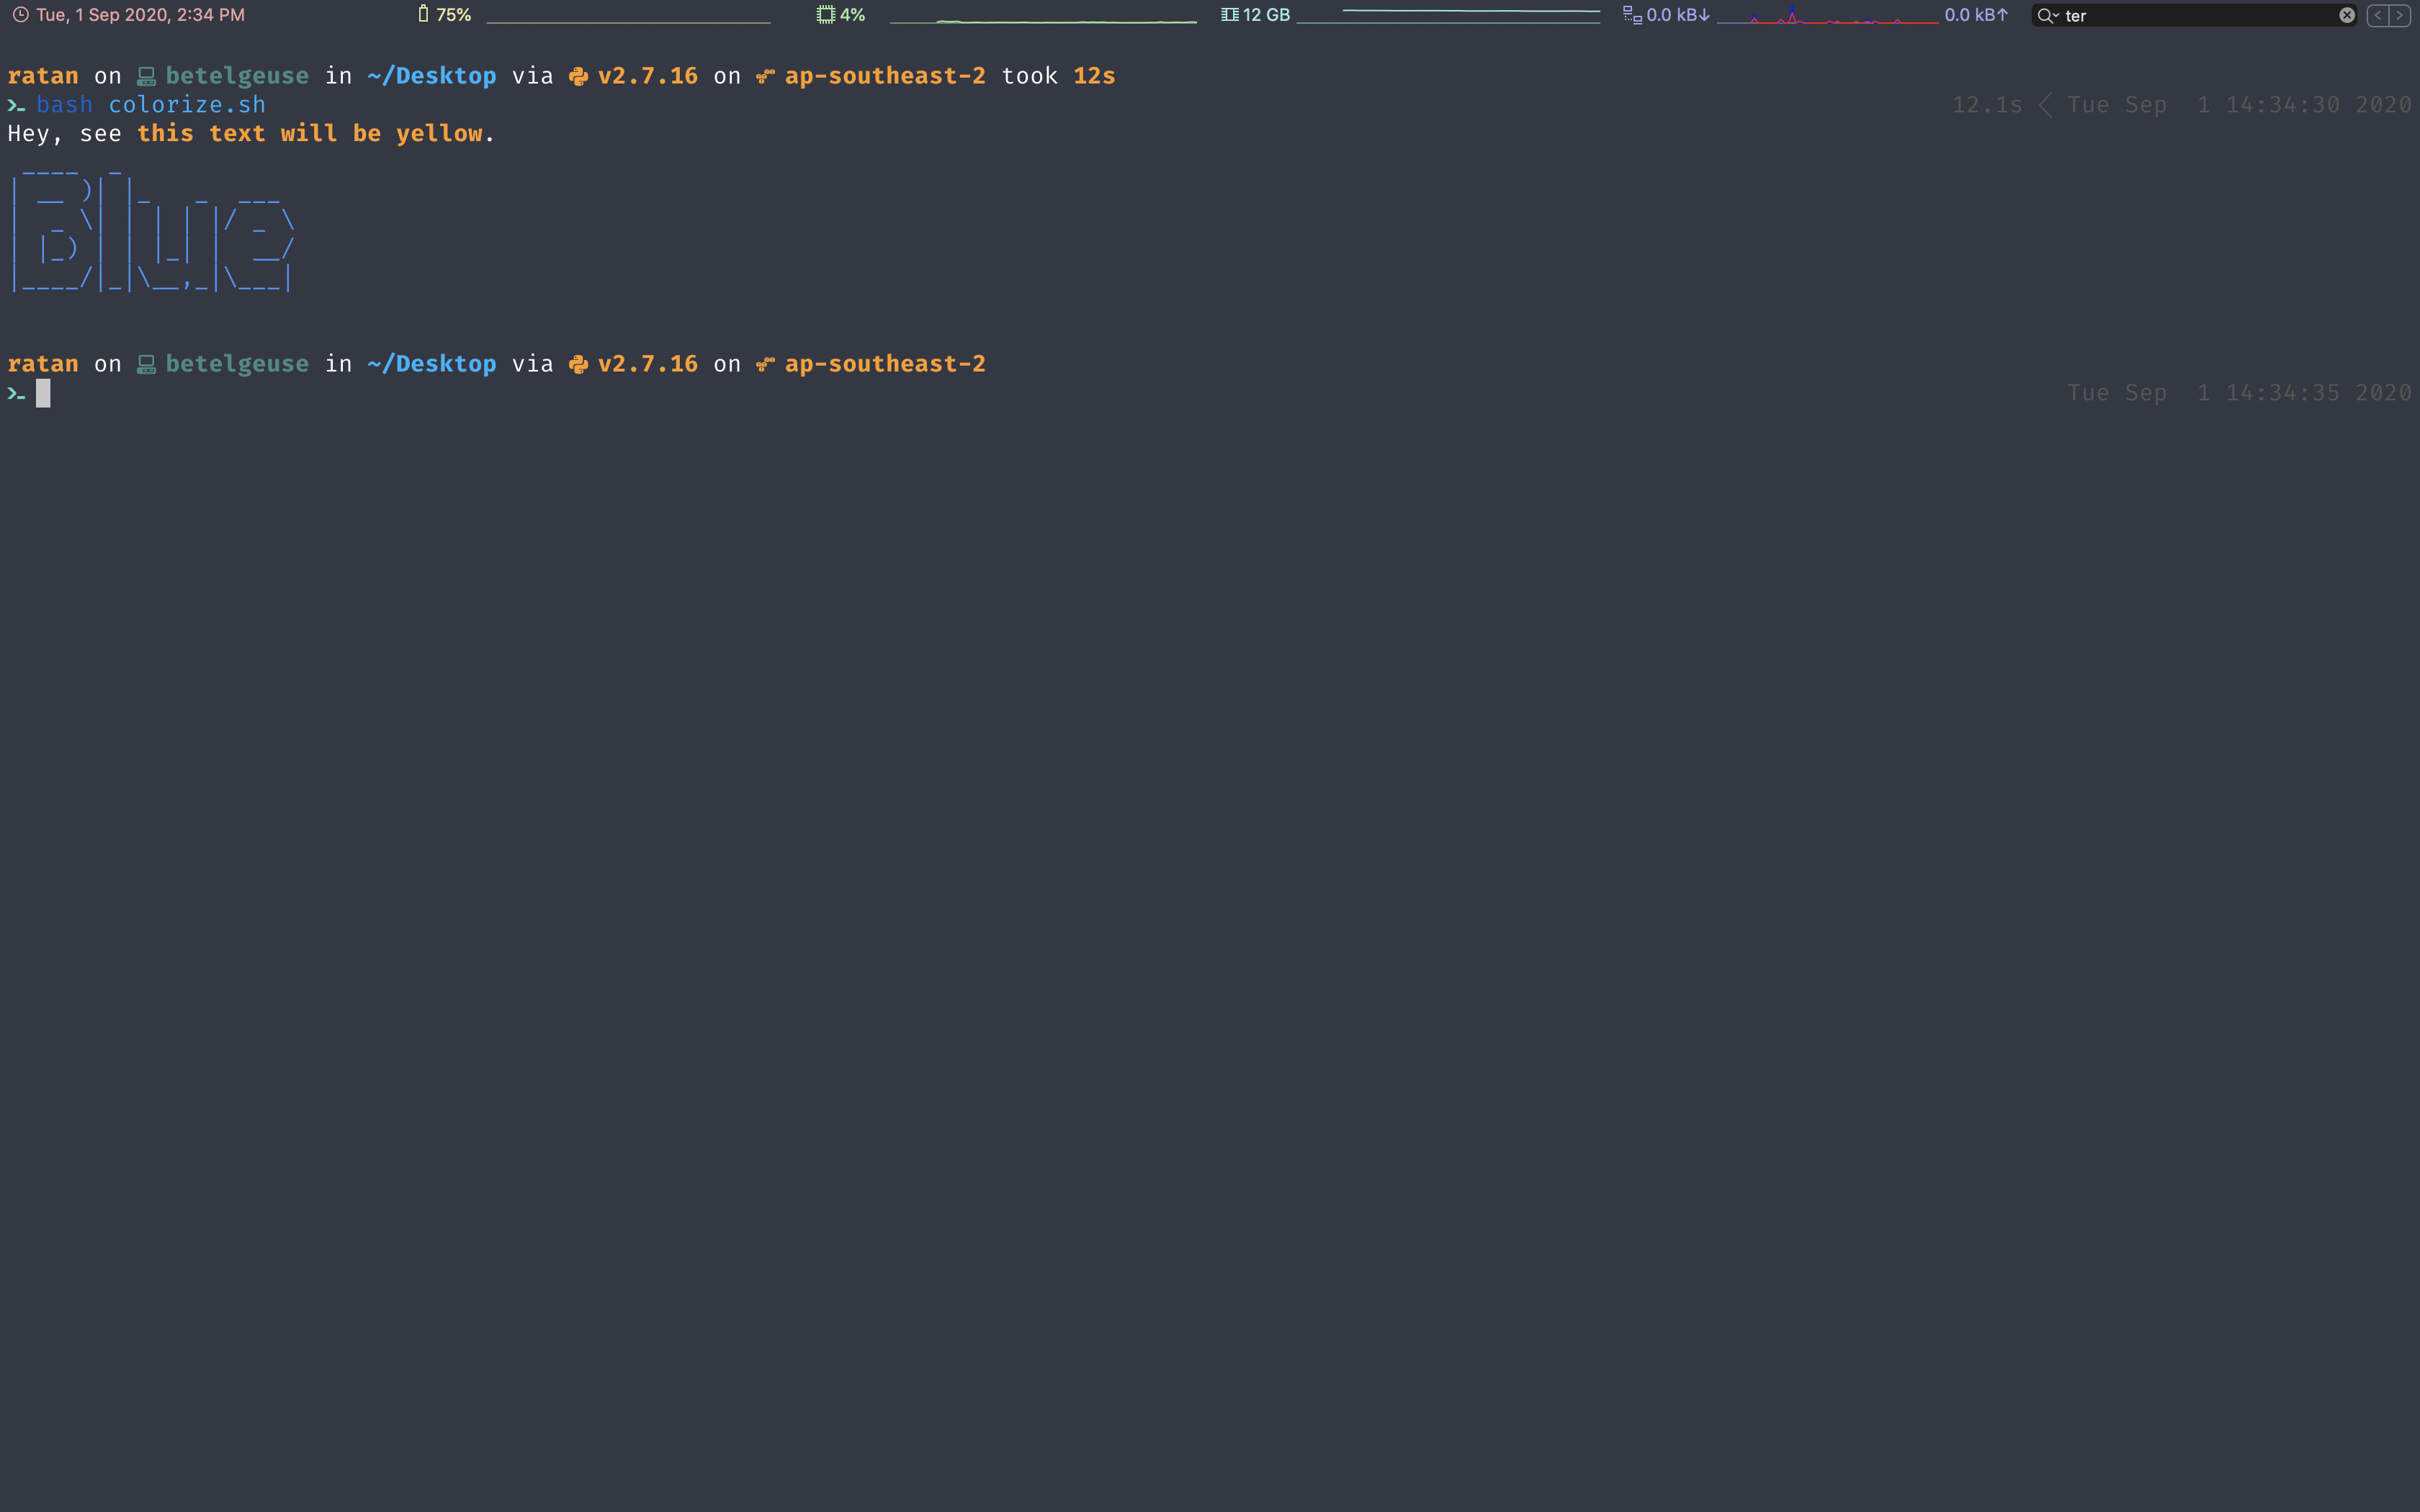 Tue, 1 Sep 2020, 2:34 PM 75% 4% 12 GB 0.0 kB↓ 0.0 kB↑ ter
ratan on betelgeuse in ~/Desktop via v2.7.16 on ap-southeast-2 took 12s
bash colorize.sh 12.1s Tue Sep  1 14:34:30 2020
Hey, see this text will be yellow.
 ____  _
| __ )| |_   _  ___
|  _ \| | | | |/ _ \
| |_) | | |_| |  __/
|____/|_|\__,_|\___|
ratan on betelgeuse in ~/Desktop via v2.7.16 on ap-southeast-2
Tue Sep  1 14:34:35 2020